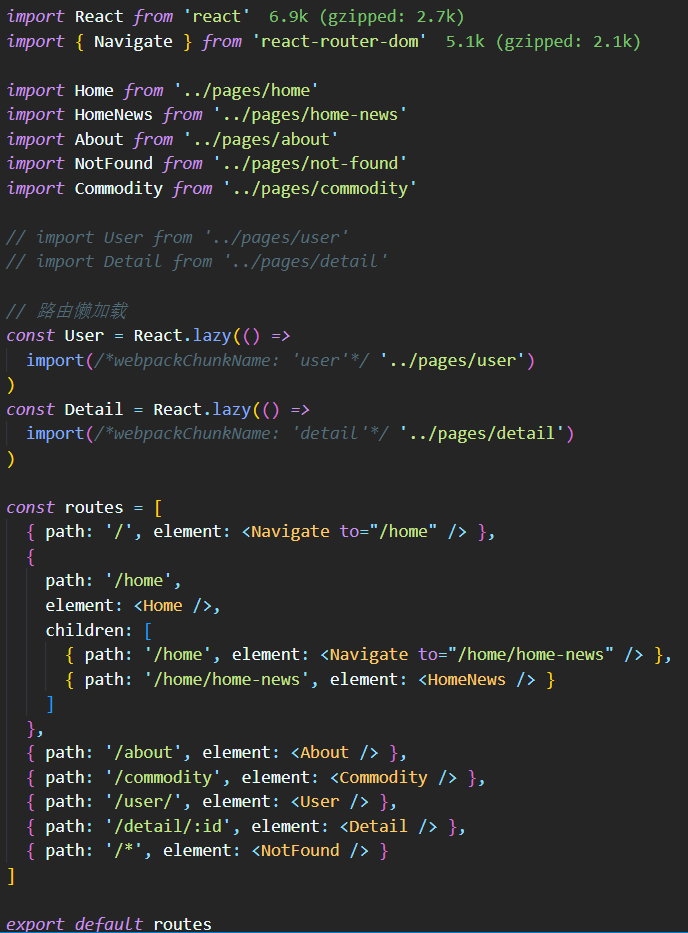 import React from 'react'  6.9k (gzipped: 2.7k)
import { Navigate } from 'react-router-dom'  5.1k (gzipped: 2.1k)

import Home from '../pages/home'
import HomeNews from '../pages/home-news'
import About from '../pages/about'
import NotFound from '../pages/not-found'
import Commodity from '../pages/commodity'

// import User from '../pages/user'
// import Detail from '../pages/detail'

// 路由懒加载
const User = React.lazy(() =>
  import(/*webpackChunkName: 'user'*/ '../pages/user')
)
const Detail = React.lazy(() =>
  import(/*webpackChunkName: 'detail'*/ '../pages/detail')
)

const routes = [
  { path: '/', element: <Navigate to="/home" /> },
  {
    path: '/home',
    element: <Home />,
    children: [
      { path: '/home', element: <Navigate to="/home/home-news" /> },
      { path: '/home/home-news', element: <HomeNews /> }
    ]
  },
  { path: '/about', element: <About /> },
  { path: '/commodity', element: <Commodity /> },
  { path: '/user/', element: <User /> },
  { path: '/detail/:id', element: <Detail /> },
  { path: '/*', element: <NotFound /> }
]

export default routes